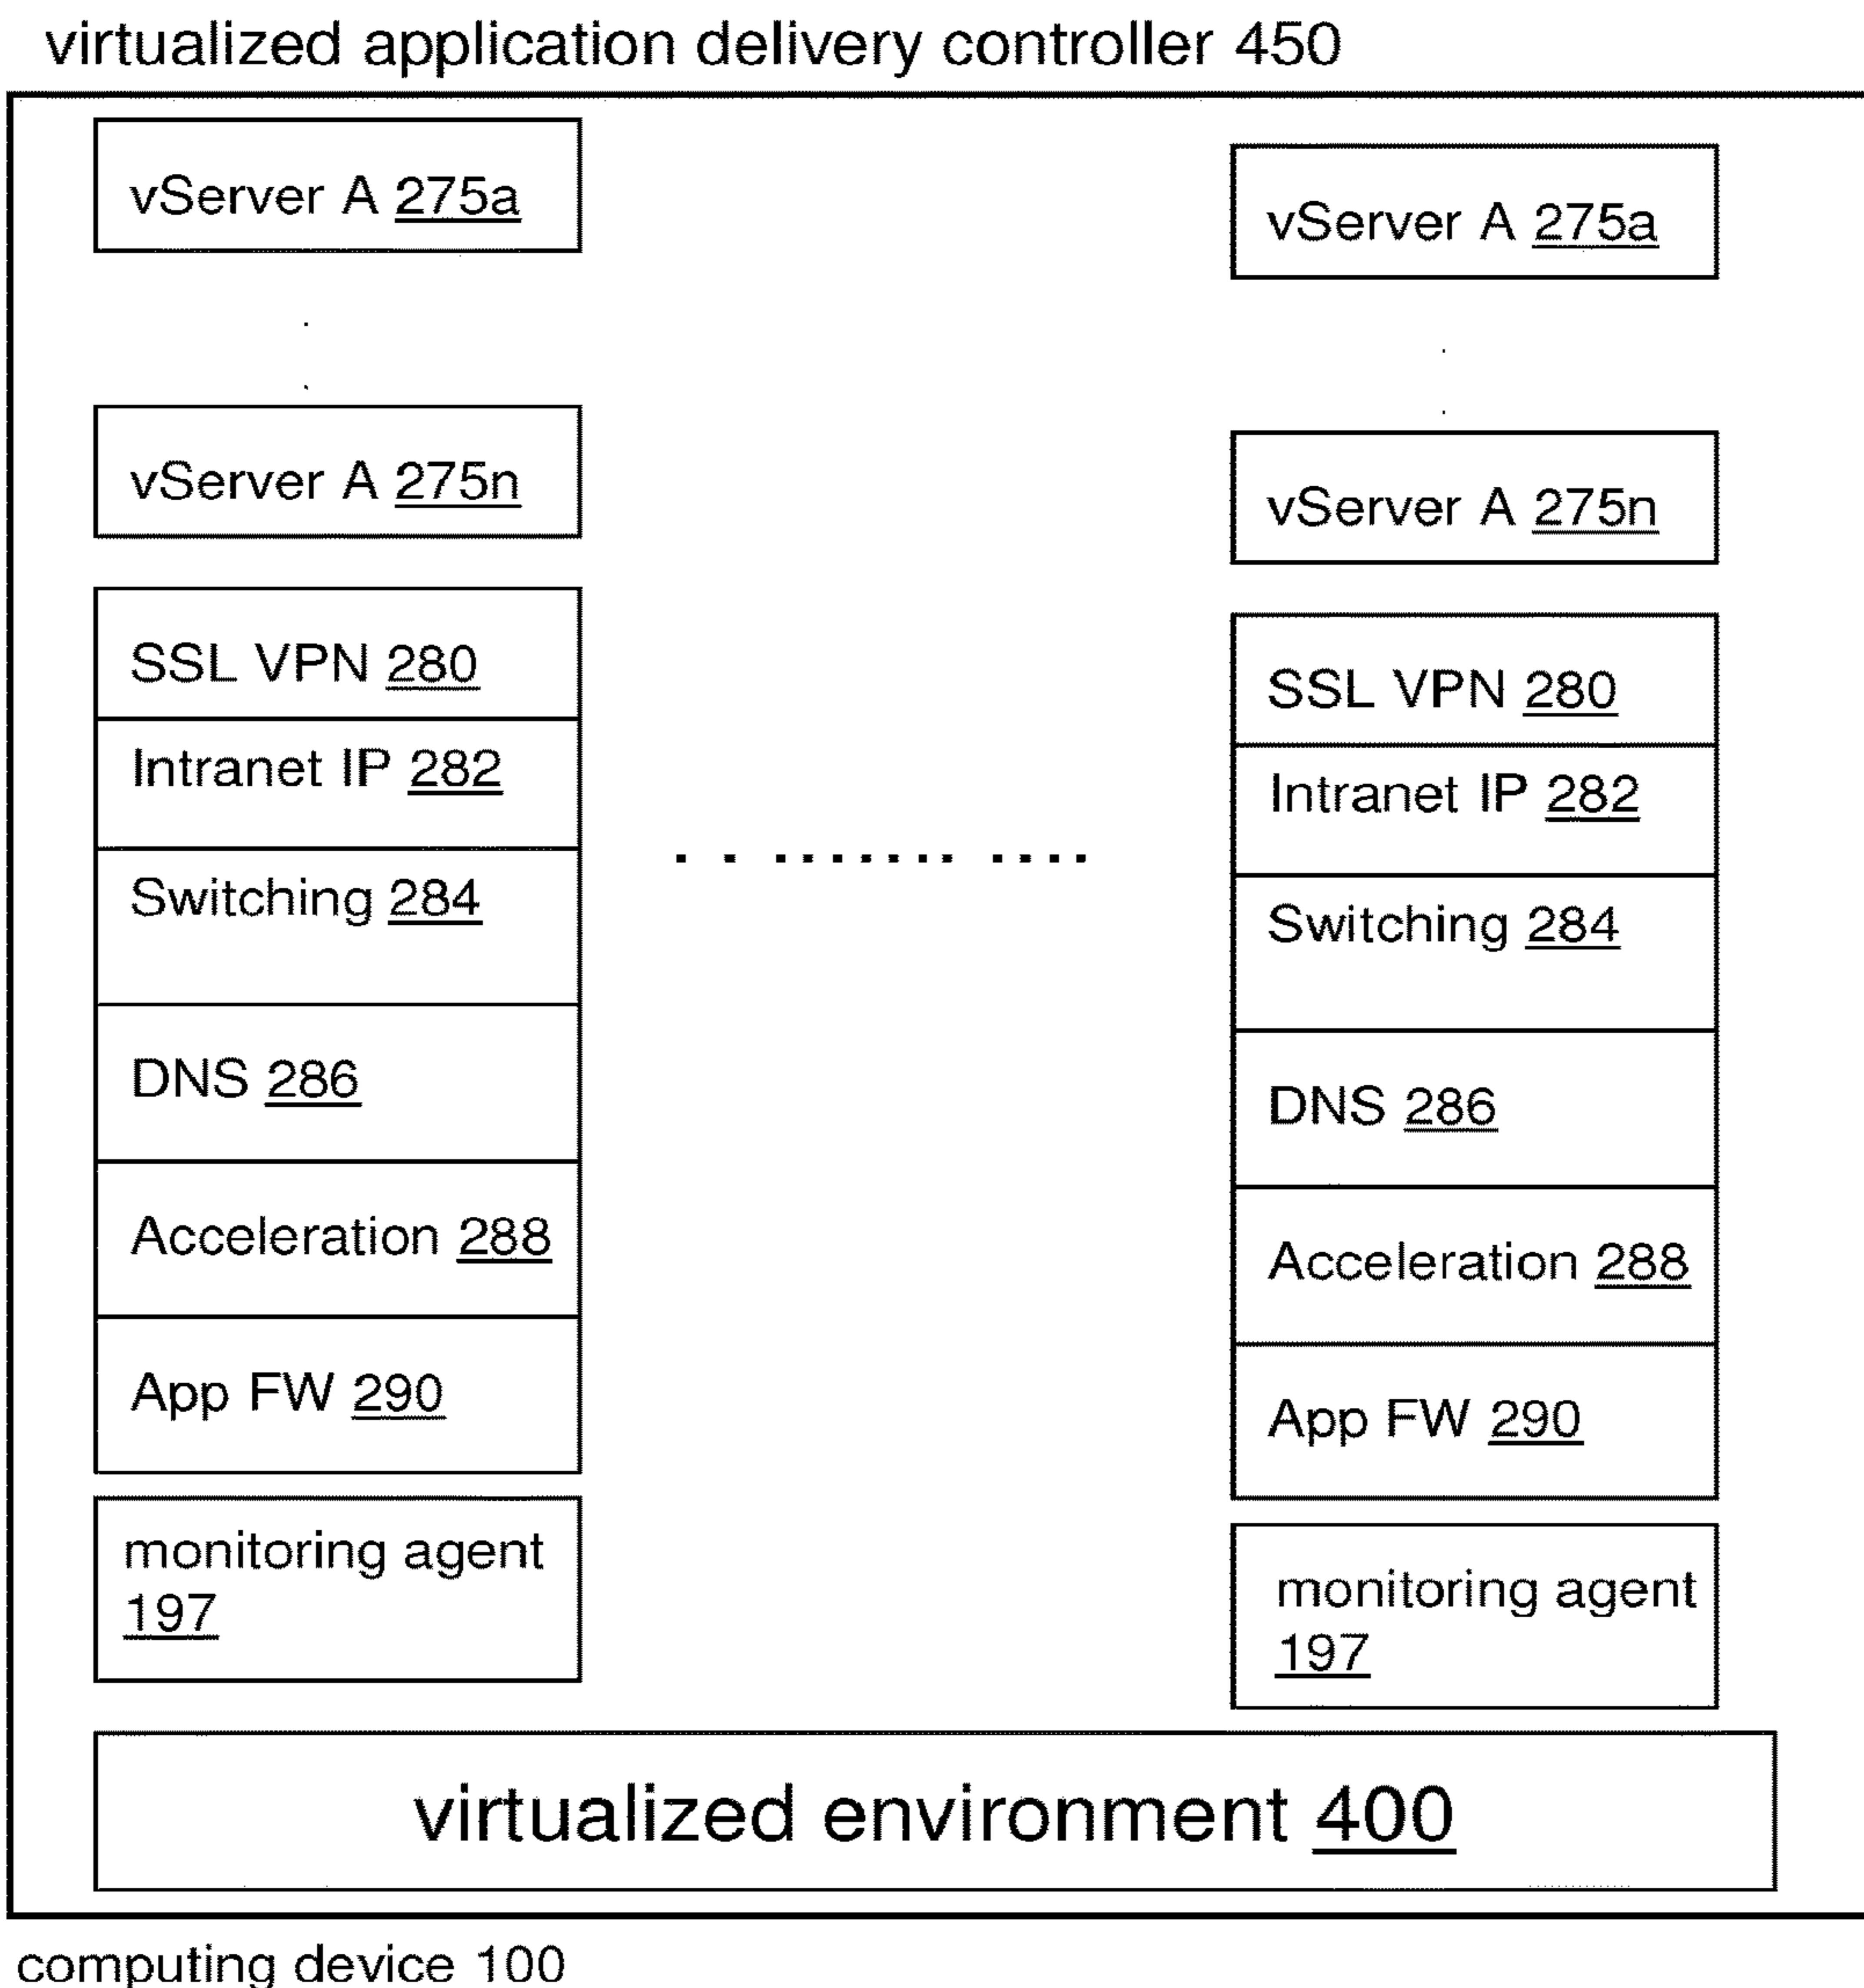 virtualized application delivery controller 450
vServer A 275a
vServer A 275n
SSL VPN 280
Intranet IP 282
Switching 284
DNS 286
Acceleration 288
App FW 290
monitoring agent
197
vServer A 275a
vServer A 275n
SSL VPN 280
Intranet IP 282
Switching 284
DNS 286
Acceleration 288
App FW 290
monitoring agent
197
virtualized environment 400
computing device 100